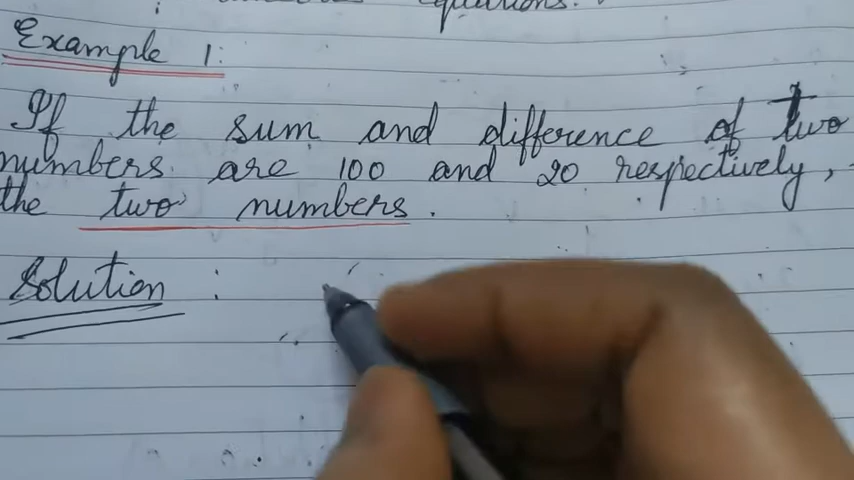 equations.
Example 1:
If the sum and difference of two
numbers are 100 and 20 respectively,
the two numbers.
Solution :